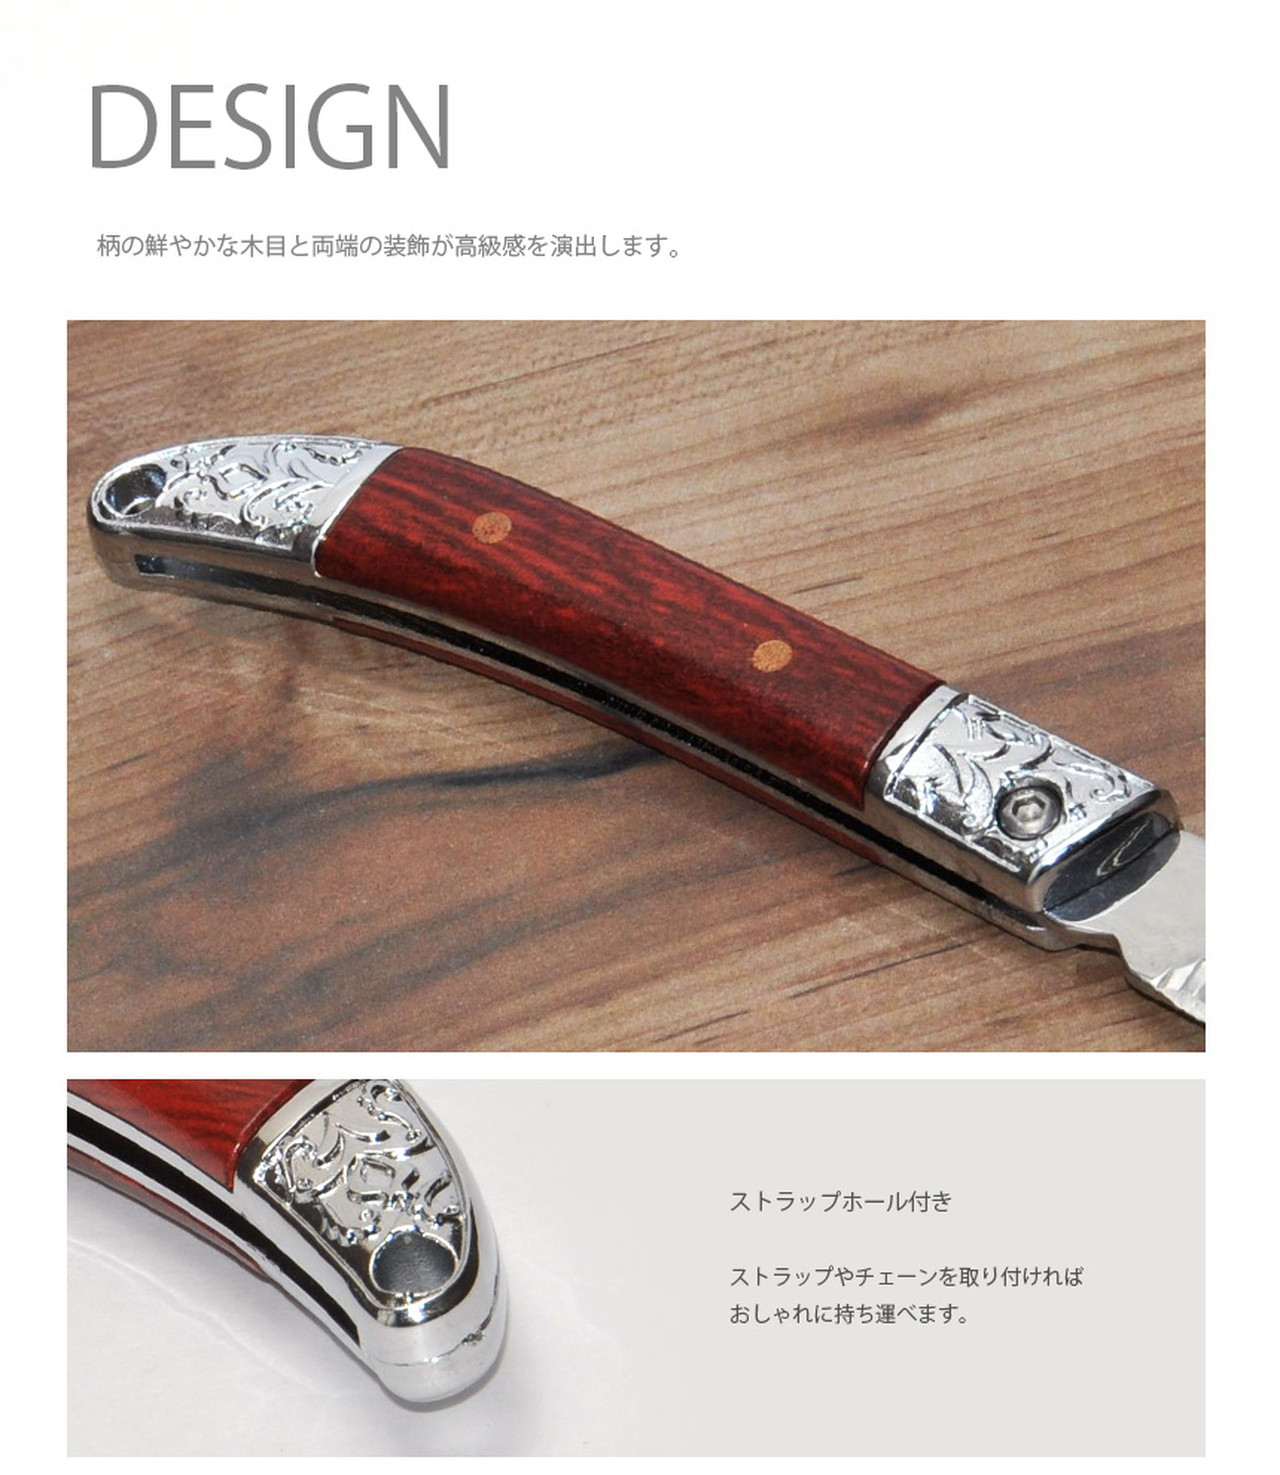 DESIGN
柄の鮮やかな木目と両端の装飾が高級感を演出します。
ストラップホール付き
ストラップやチェーンを取り付ければ
おしゃれに持ち運べます。